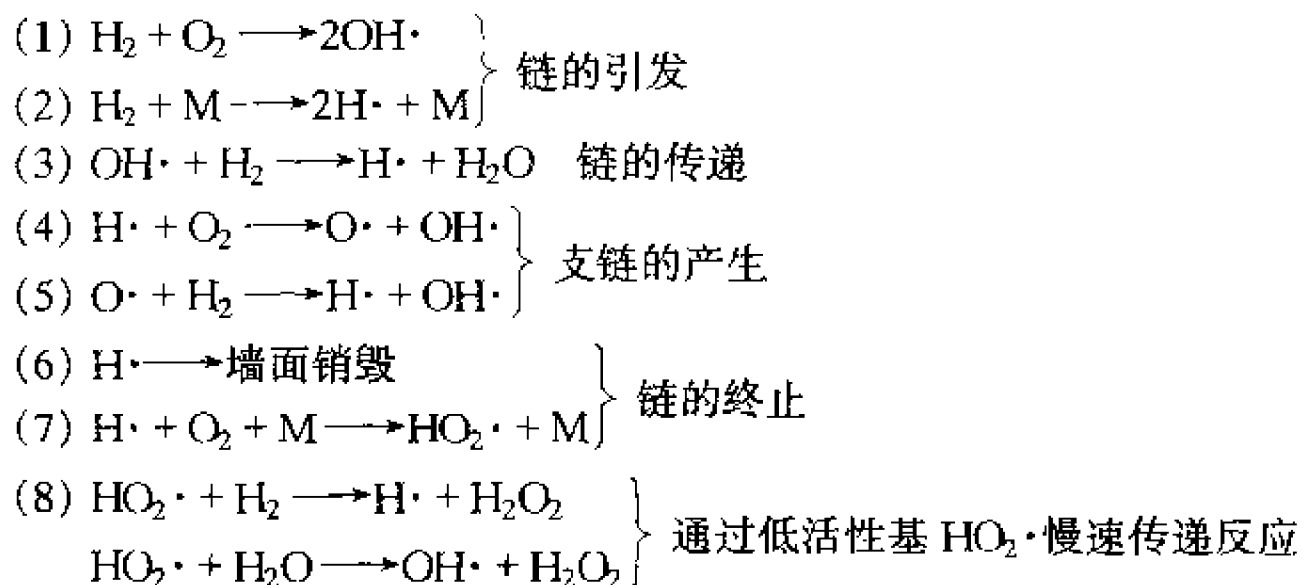 (1) H₂ + O₂ ⟶ 2OH·
链的引发
(2) H₂ + M ⟶ 2H· + M
(3) OH· + H₂ ⟶ H· + H₂O 链的传递
(4) H· + O₂ ⟶ O· + OH·
支链的产生
(5) O· + H₂ ⟶ H· + OH·
(6) H· ⟶ 墙面销毁
链的终止
(7) H· + O₂ + M ⟶ HO₂· + M
(8) HO₂· + H₂ ⟶ H· + H₂O₂
通过低活性基 HO₂·慢速传递反应
HO₂· + H₂O ⟶ OH· + H₂O₂